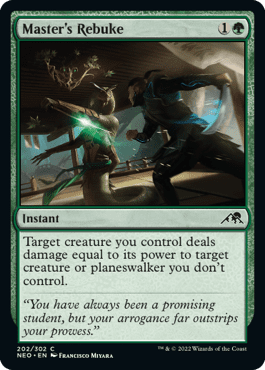 Master's Rebuke 1
Instant
Target creature you control deals
damage equal to its power to target
creature or planeswalker you don't
control.
“You have always been a promising
student, but your arrogance far outstrips
your prowess.”
202/302 C
NEO • EN Francisco Miyara
™ & © 2022 Wizards of the Coast